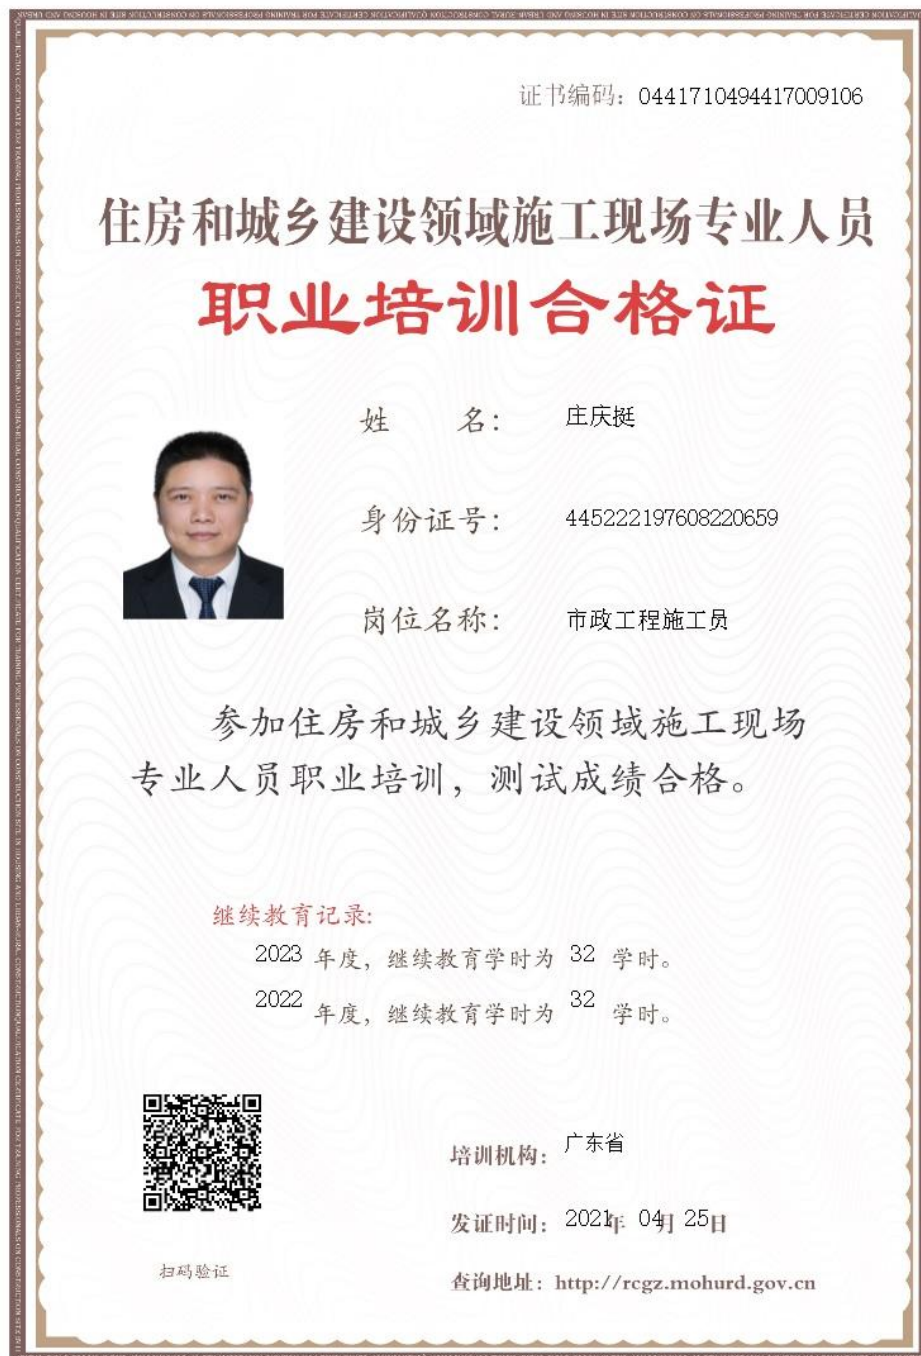 证书编码：0441710494417009106
住房和城乡建设领域施工现场专业人员
职业培训合格证
姓 名： 庄庆挺
身份证号： 445222197608220659
岗位名称： 市政工程施工员
参加住房和城乡建设领域施工现场
专业人员职业培训，测试成绩合格。
继续教育记录:
2023 年度，继续教育学时为 32 学时。
2022 年度，继续教育学时为 32 学时。
培训机构： 广东省
发证时间： 2021年 04月 25日
扫码验证
查询地址：http://rcgz.mohurd.gov.cn